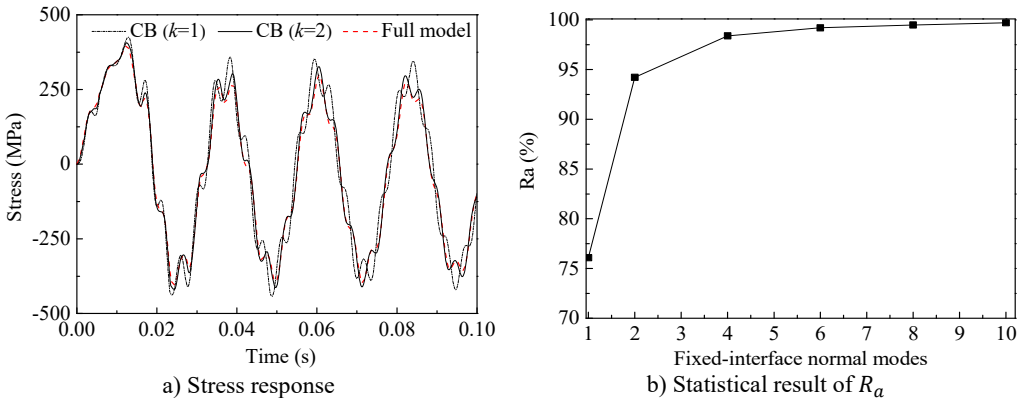 CB (k=1) CB (k=2) Full model
500
250
0
-250
-500
Stress (MPa)
0.00 0.02 0.04 0.06 0.08 0.10
Time (s)
a) Stress response
100
95
90
85
80
75
70
Ra (%)
1 2 3 4 5 6 7 8 9 10
Fixed-interface normal modes
b) Statistical result of Rₐ